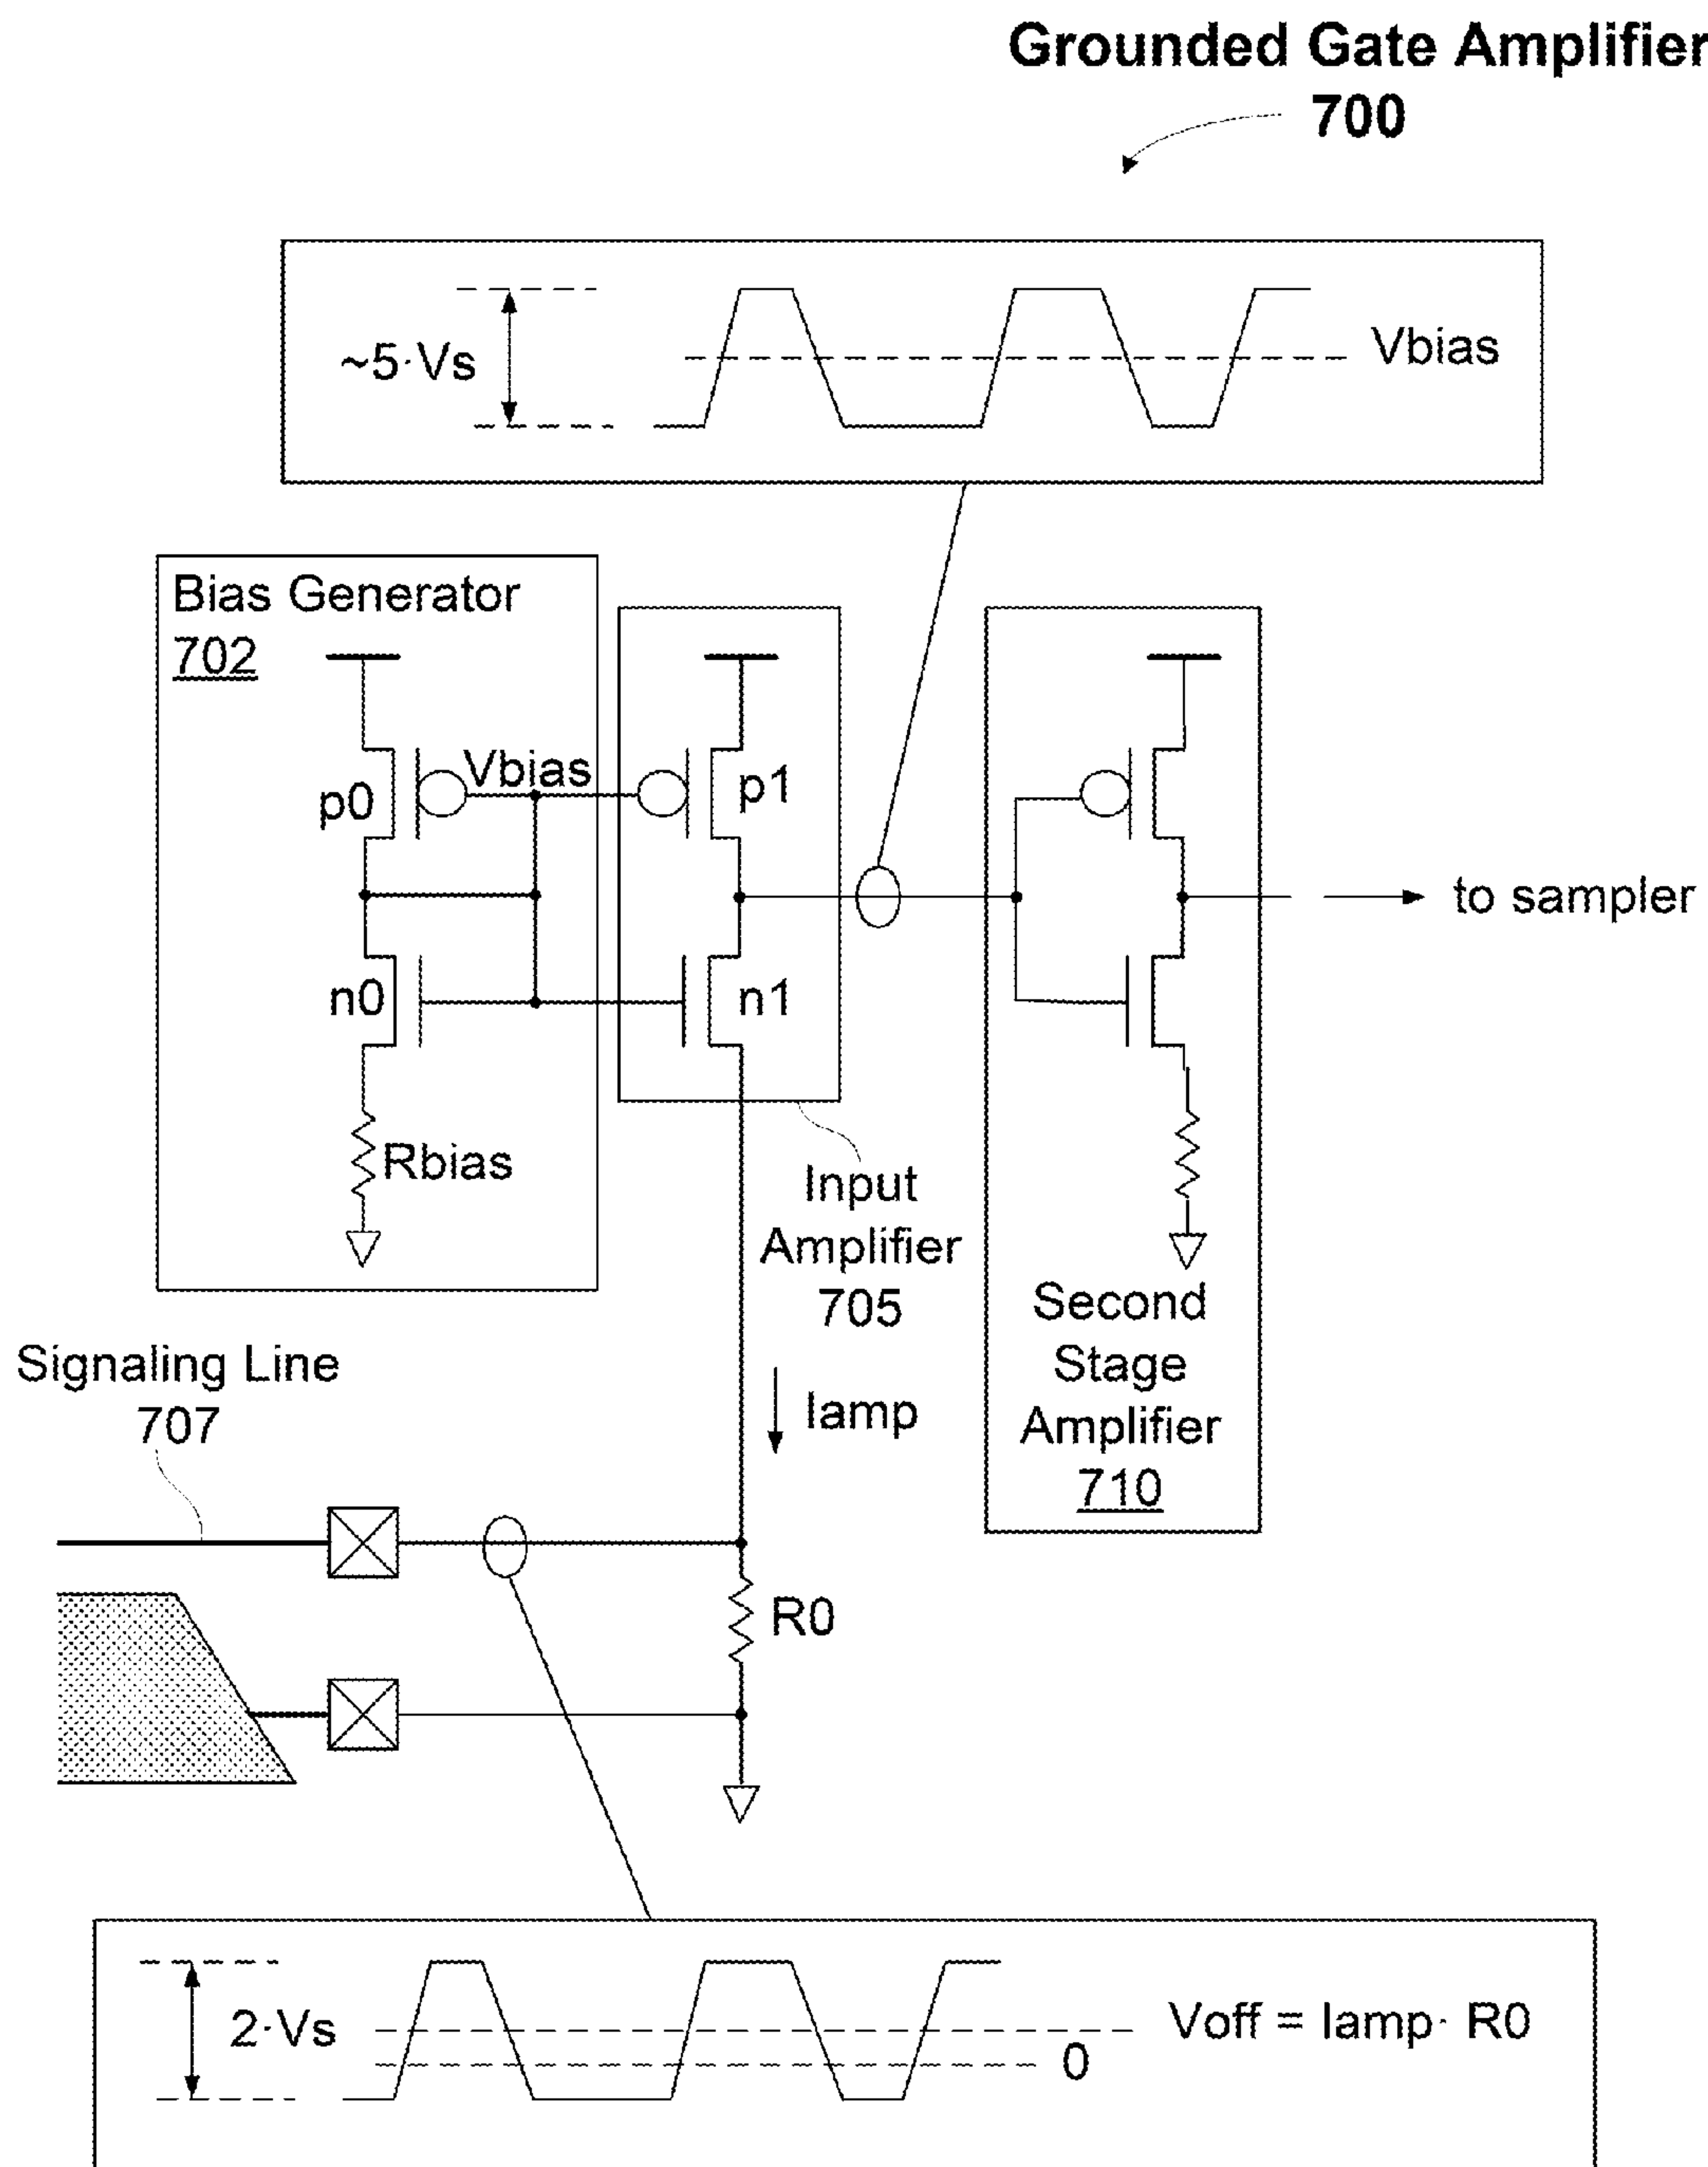 Grounded Gate Amplifier
700
~5·Vs
Vbias
Bias Generator
702
Vbias
p0
p1
to sampler
n0
n1
Rbias
Input
Amplifier
705
Second
Stage
Amplifier
710
Signaling Line
707
Iamp
R0
2·Vs
Voff = Iamp· R0
0